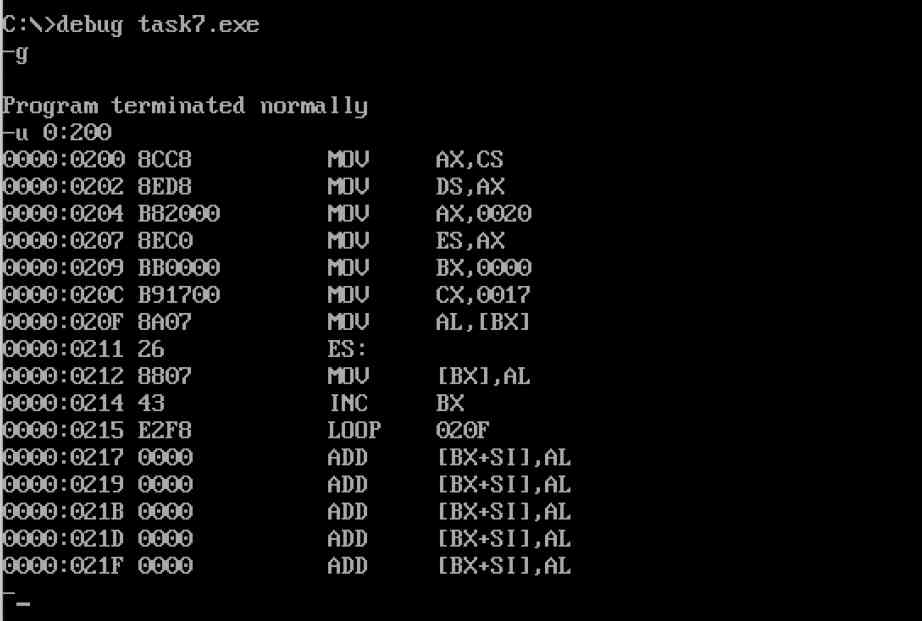 C:\>debug task7.exe
-g
Program terminated normally
-u 0:200
0000:0200 8CC8 MOV AX,CS
0000:0202 8ED8 MOV DS,AX
0000:0204 B82000 MOV AX,0020
0000:0207 8EC0 MOV ES,AX
0000:0209 BB0000 MOV BX,0000
0000:020C B91700 MOV CX,0017
0000:020F 8A07 MOV AL,[BX]
0000:0211 26 ES:
0000:0212 8807 MOV [BX],AL
0000:0214 43 INC BX
0000:0215 E2F8 LOOP 020F
0000:0217 0000 ADD [BX+SI],AL
0000:0219 0000 ADD [BX+SI],AL
0000:021B 0000 ADD [BX+SI],AL
0000:021D 0000 ADD [BX+SI],AL
0000:021F 0000 ADD [BX+SI],AL
-_